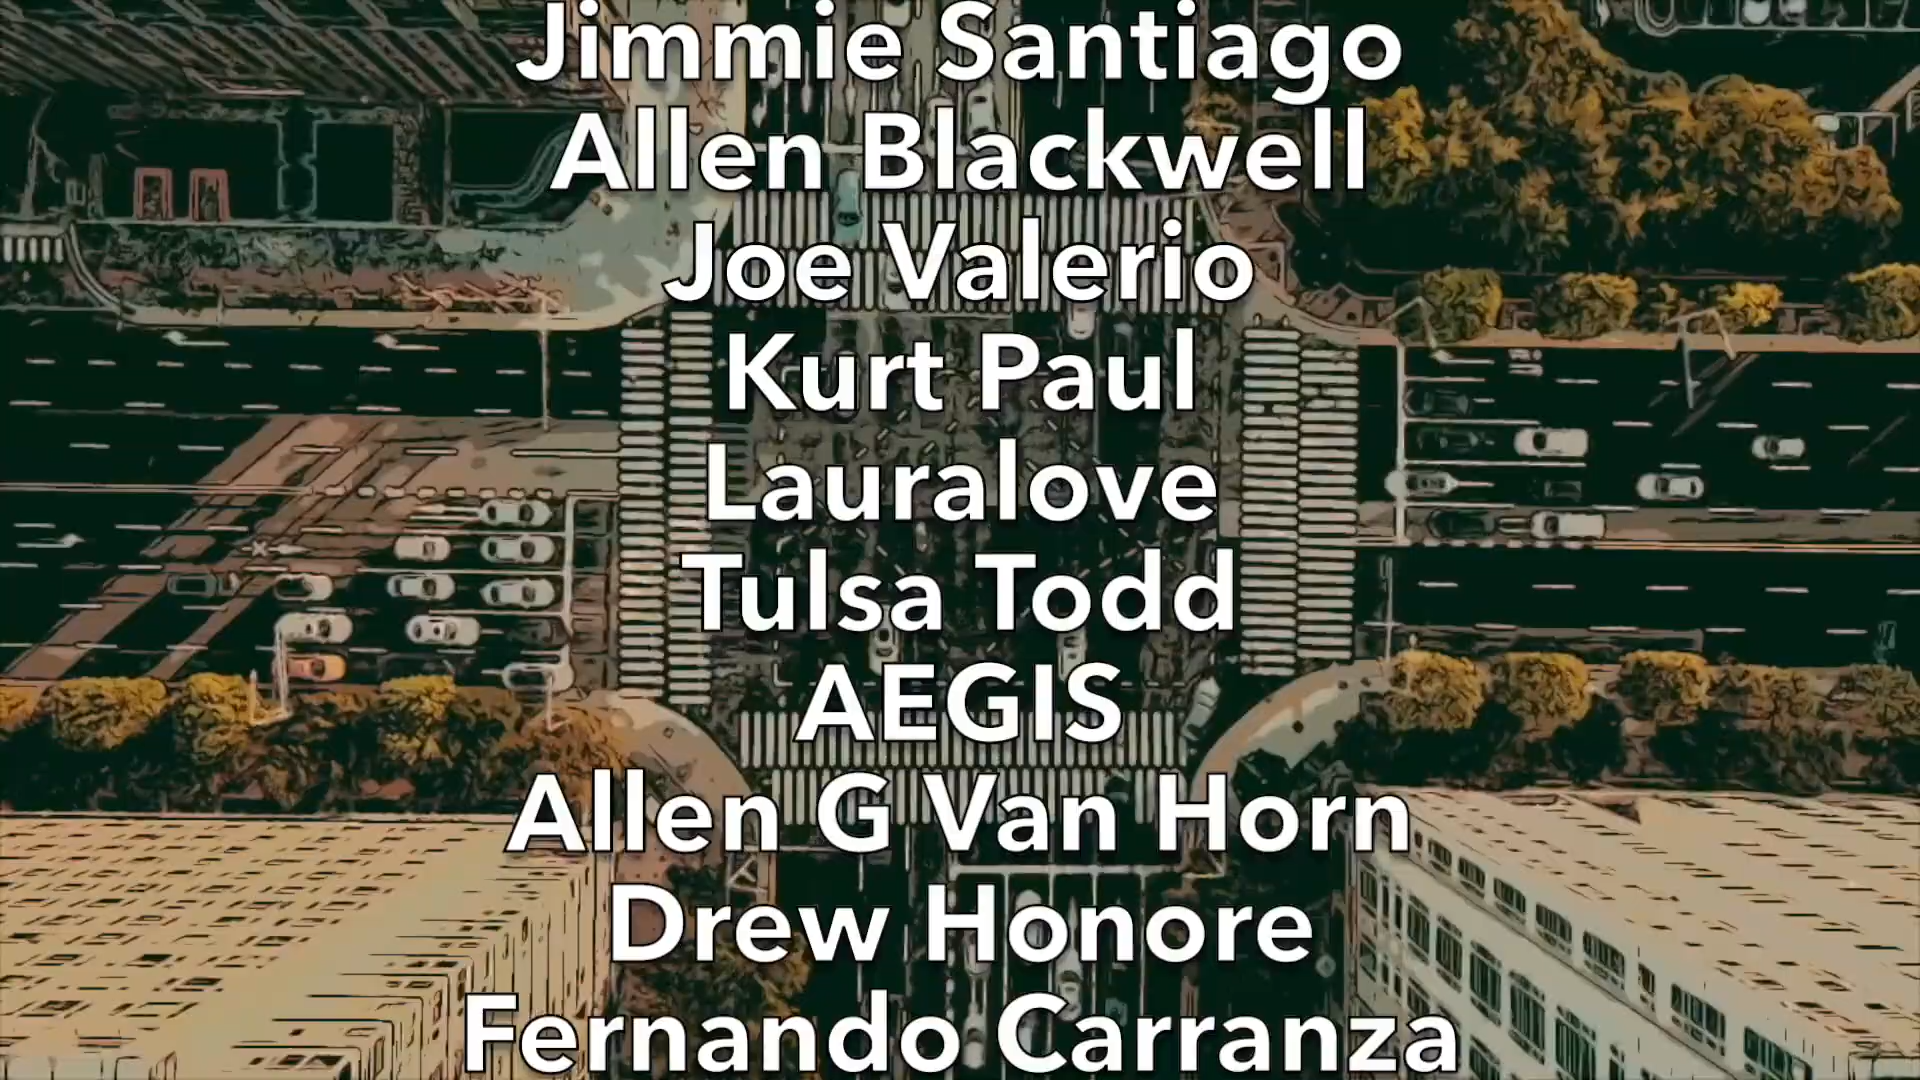 Jimmie Santiago
Allen Blackwell
Joe Valerio
Kurt Paul
Lauralove
Tulsa Todd
AEGIS
Allen G Van Horn
Drew Honore
Fernando Carranza